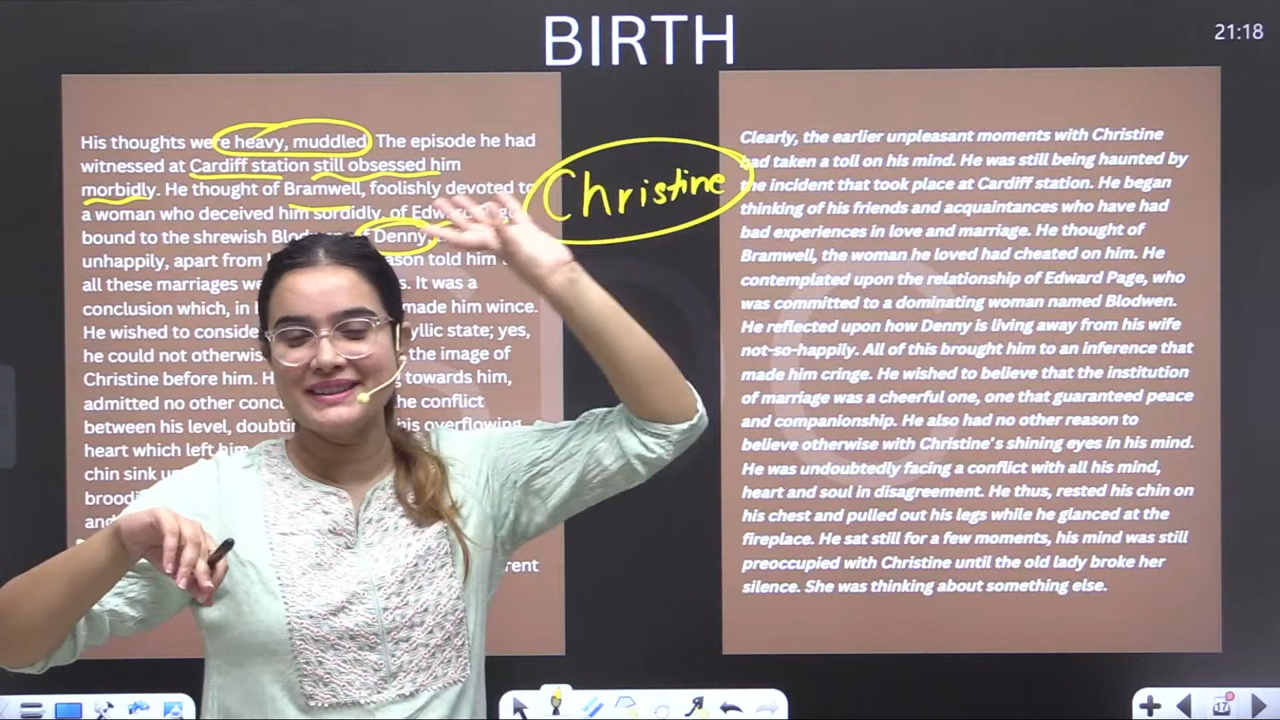 BIRTH
21:18
His thoughts were heavy, muddled. The episode he had
witnessed at Cardiff station still obsessed him
morbidly. He thought of Bramwell, foolishly devoted to
a woman who deceived him sordidly, of
bound to the shrewish Denny,
unhappily, apart from told him
all these marriages It was a
conclusion which, in made him wince.
He wished to state; yes,
he could not the image of
Christine before him. towards him,
admitted no other conflict
between his level, overflowing
heart which left him
chin sink
and
Christine
Clearly, the earlier unpleasant moments with Christine
had taken a toll on his mind. He was still being haunted by
the incident that took place at Cardiff station. He began
thinking of his friends and acquaintances who have had
bad experiences in love and marriage. He thought of
Bramwell, the woman he loved had cheated on him. He
contemplated upon the relationship of Edward Page, who
was committed to a dominating woman named Blodwen.
He reflected upon how Denny is living away from his wife
not-so-happily. All of this brought him to an inference that
made him cringe. He wished to believe that the institution
of marriage was a cheerful one, one that guaranteed peace
and companionship. He also had no other reason to
believe otherwise with Christine's shining eyes in his mind.
He was undoubtedly facing a conflict with all his mind,
heart and soul in disagreement. He thus, rested his chin on
his chest and pulled out his legs while he glanced at the
fireplace. He sat still for a few moments, his mind was still
preoccupied with Christine until the old lady broke her
silence. She was thinking about something else.
17